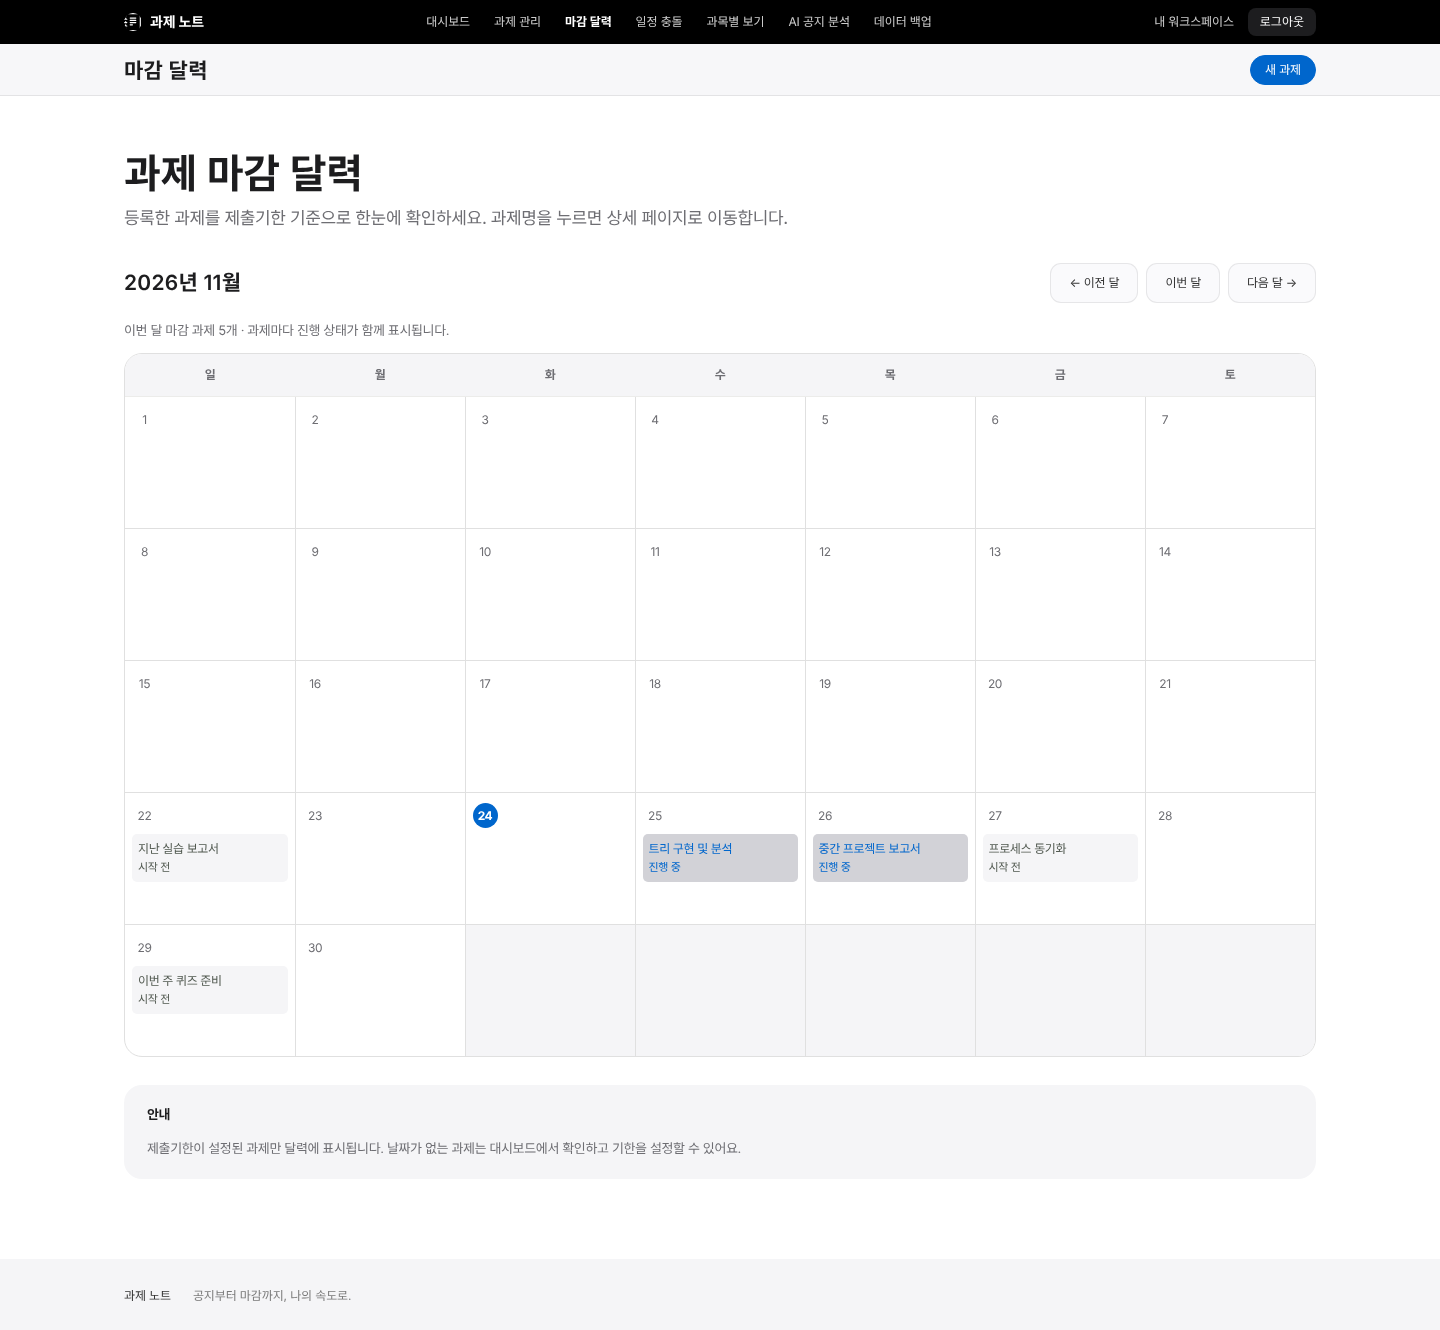 과제 노트
대시보드 과제 관리 마감 달력 일정 충돌 과목별 보기 AI 공지 분석 데이터 백업
내 워크스페이스 로그아웃
마감 달력
새 과제
과제 마감 달력
등록한 과제를 제출기한 기준으로 한눈에 확인하세요. 과제명을 누르면 상세 페이지로 이동합니다.
2026년 11월
← 이전 달 이번 달 다음 달 →
이번 달 마감 과제 5개 · 과제마다 진행 상태가 함께 표시됩니다.
일 월 화 수 목 금 토
1 2 3 4 5 6 7
8 9 10 11 12 13 14
15 16 17 18 19 20 21
22 23 24 25 26 27 28
지난 실습 보고서 트리 구현 및 분석 중간 프로젝트 보고서 프로세스 동기화
시작 전 진행 중 진행 중 시작 전
29 30
이번 주 퀴즈 준비
시작 전
안내
제출기한이 설정된 과제만 달력에 표시됩니다. 날짜가 없는 과제는 대시보드에서 확인하고 기한을 설정할 수 있어요.
과제 노트 공지부터 마감까지, 나의 속도로.